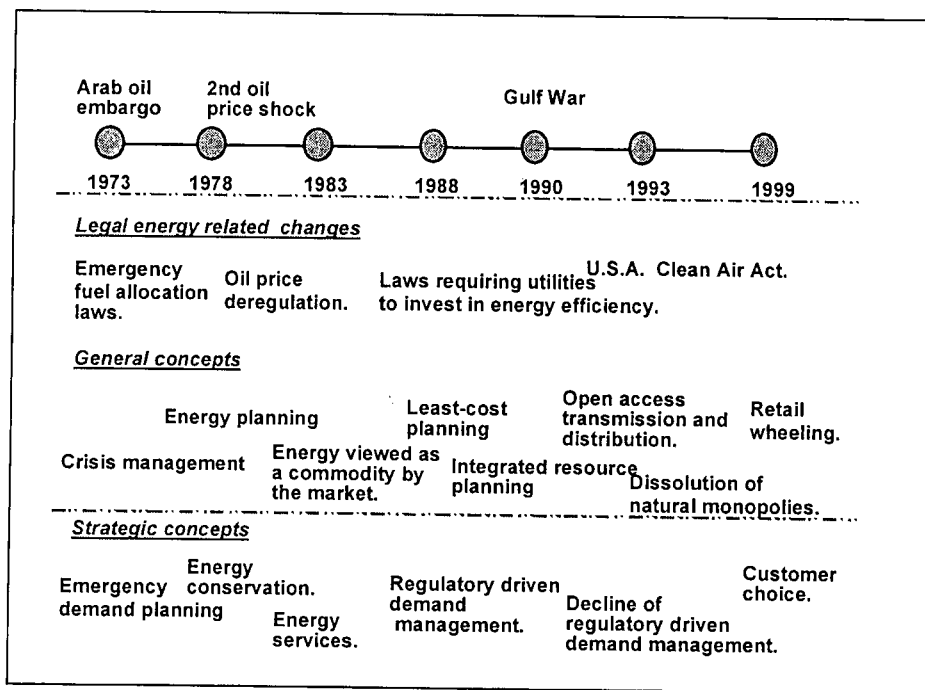 Arab oil
embargo
2nd oil
price shock
Gulf War
1973 1978 1983 1988 1990 1993 1999
Legal energy related changes
Emergency
fuel allocation
laws.
Oil price
deregulation.
Laws requiring utilities
to invest in energy efficiency.
U.S.A. Clean Air Act.
General concepts
Energy planning
Least-cost
planning
Open access
transmission and
distribution.
Retail
wheeling.
Crisis management
Energy viewed as
a commodity by
the market.
Integrated resource
planning
Dissolution of
natural monopolies.
Strategic concepts
Emergency
demand planning
Energy
conservation.
Energy
services.
Regulatory driven
demand
management.
Decline of
regulatory driven
demand management.
Customer
choice.